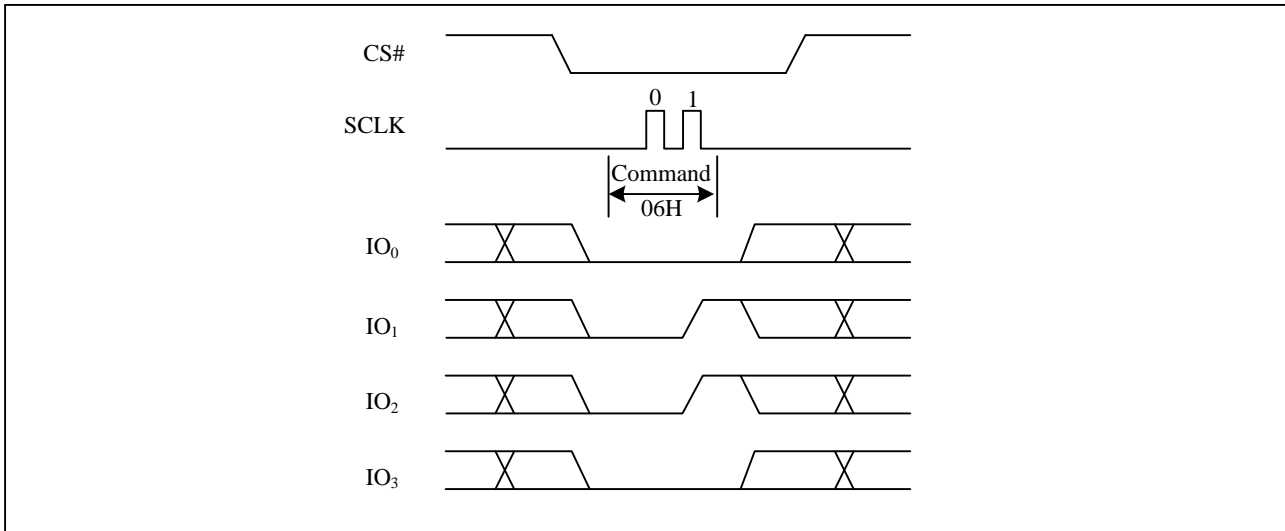 CS#
0 1
SCLK
Command
06H
IO₀
IO₁
IO₂
IO₃